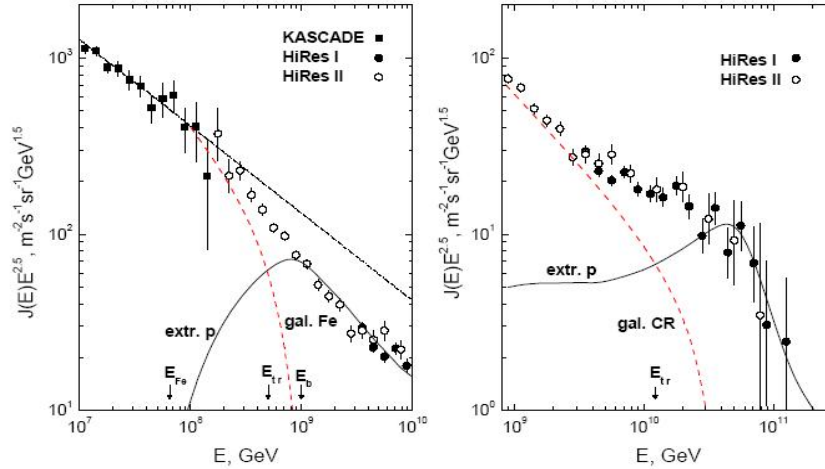 J(E)E^2.5, m^-2s^-1sr^-1GeV^1.5
10^3
10^2
10^1
KASCADE
HiRes I
HiRes II
extr. p
gal. Fe
E_Fe
E_tr
E_b
10^7
10^8
10^9
10^10
E, GeV
J(E)E^2.5, m^-2s^-1sr^-1GeV^1.5
10^2
10^1
10^0
HiRes I
HiRes II
extr. p
gal. CR
E_tr
10^9
10^10
10^11
E, GeV